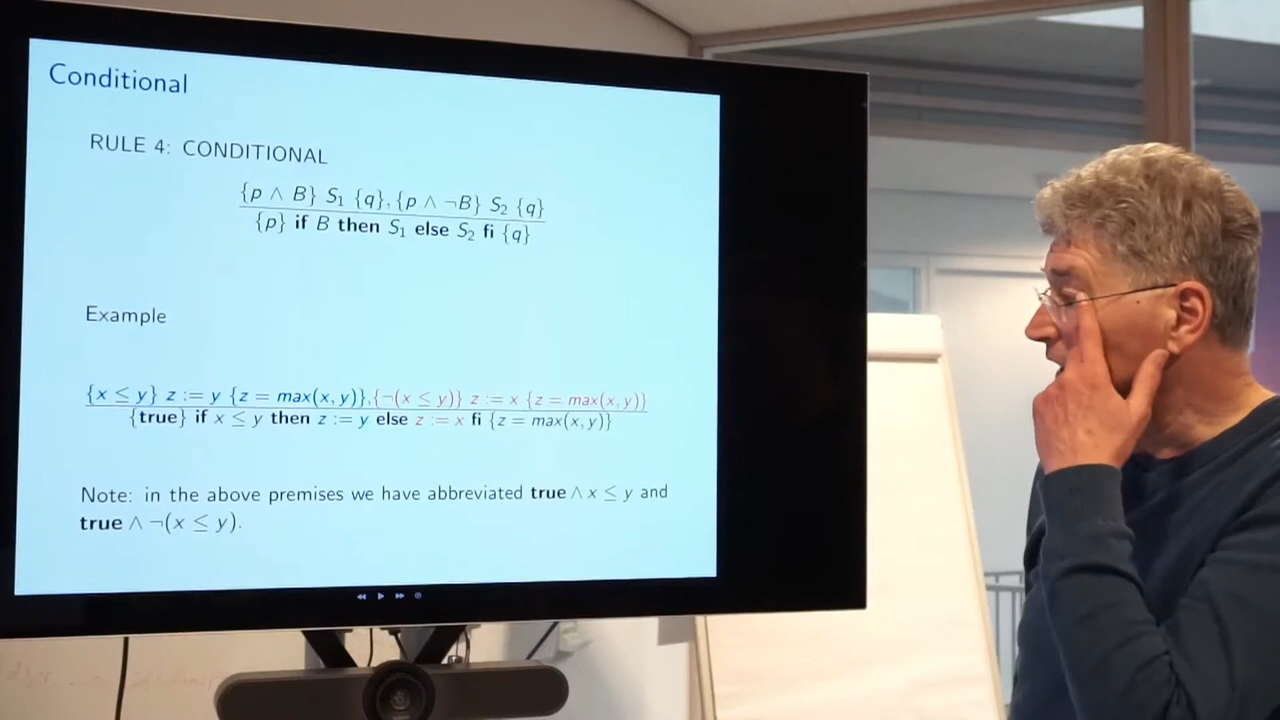 Conditional
RULE 4: CONDITIONAL
{p ∧ B} S₁ {q}, {p ∧ ¬B} S₂ {q}
{p} if B then S₁ else S₂ fi {q}
Example
{x ≤ y} z := y {z = max(x, y)},{¬(x ≤ y)} z := x {z = max(x, y)}
{true} if x ≤ y then z := y else z := x fi {z = max(x, y)}
Note: in the above premises we have abbreviated true ∧ x ≤ y and
true ∧ ¬(x ≤ y).